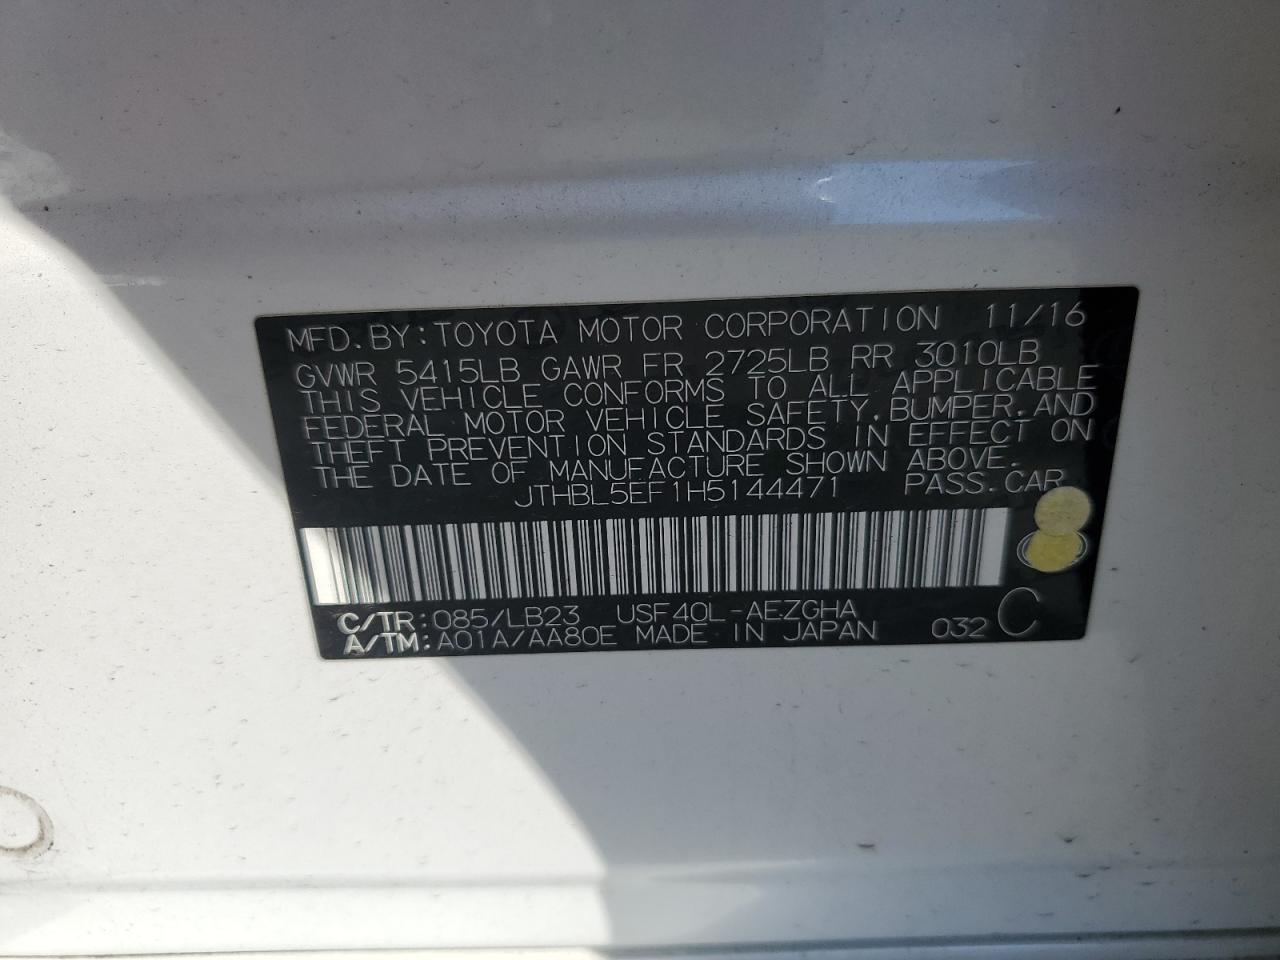 MFD. BY: TOYOTA MOTOR CORPORATION 11/16
GVWR 5415LB GAWR FR 2725LB RR 3010LB
THIS VEHICLE CONFORMS TO ALL APPLICABLE
FEDERAL MOTOR VEHICLE SAFETY, BUMPER, AND
THEFT PREVENTION STANDARDS IN EFFECT ON
THE DATE OF MANUFACTURE SHOWN ABOVE.
JTHBL5EF1H5144471 PASS. CAR
C/TR: 085/LB23 USF40L-AEZGHA
A/TM: A01A/AA80E MADE IN JAPAN 032 C